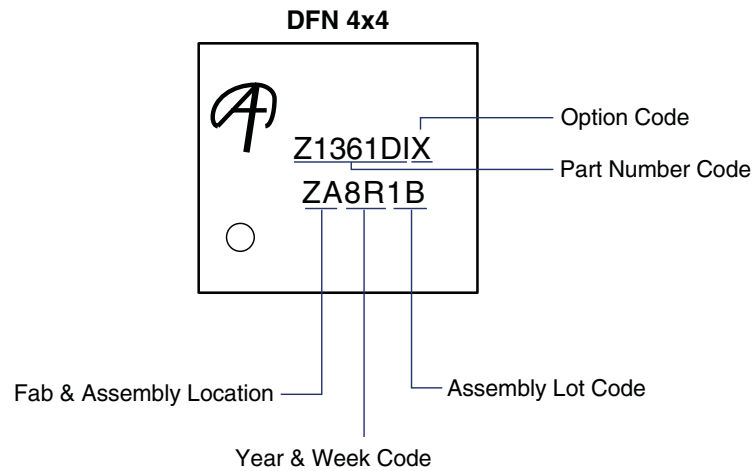 DFN 4x4
Option Code
Z1361DIX
Part Number Code
ZA8R1B
Fab & Assembly Location
Assembly Lot Code
Year & Week Code